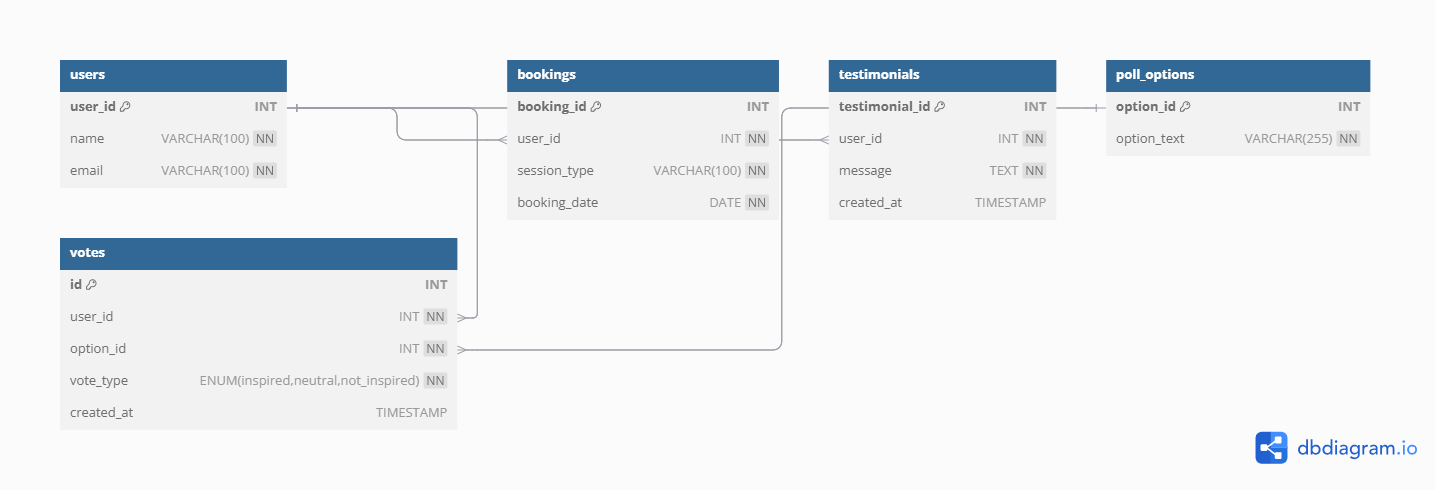 users
user_id INT
name VARCHAR(100) NN
email VARCHAR(100) NN
bookings
booking_id INT
user_id INT NN
session_type VARCHAR(100) NN
booking_date DATE NN
testimonials
testimonial_id INT
user_id INT NN
message TEXT NN
created_at TIMESTAMP
poll_options
option_id INT
option_text VARCHAR(255) NN
votes
id INT
user_id INT NN
option_id INT NN
vote_type ENUM(inspired,neutral,not_inspired) NN
created_at TIMESTAMP
dbdiagram.io